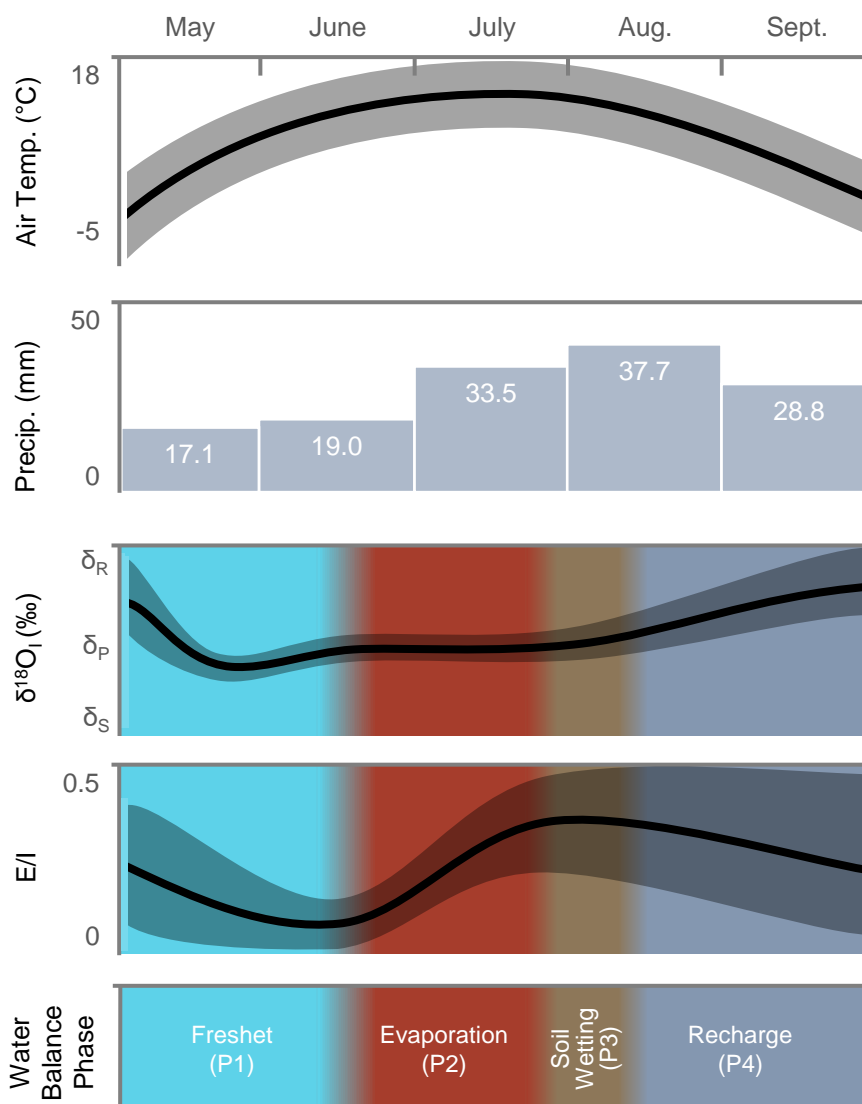 May June July Aug. Sept.
18
Air Temp. (°C)
-5
50
Precip. (mm)
0
17.1
19.0
33.5
37.7
28.8
δR
δP
δS
δ¹⁸OI (‰)
0.5
E/I
0
Water
Balance
Phase
Freshet
(P1)
Evaporation
(P2)
Soil
Wetting
(P3)
Recharge
(P4)